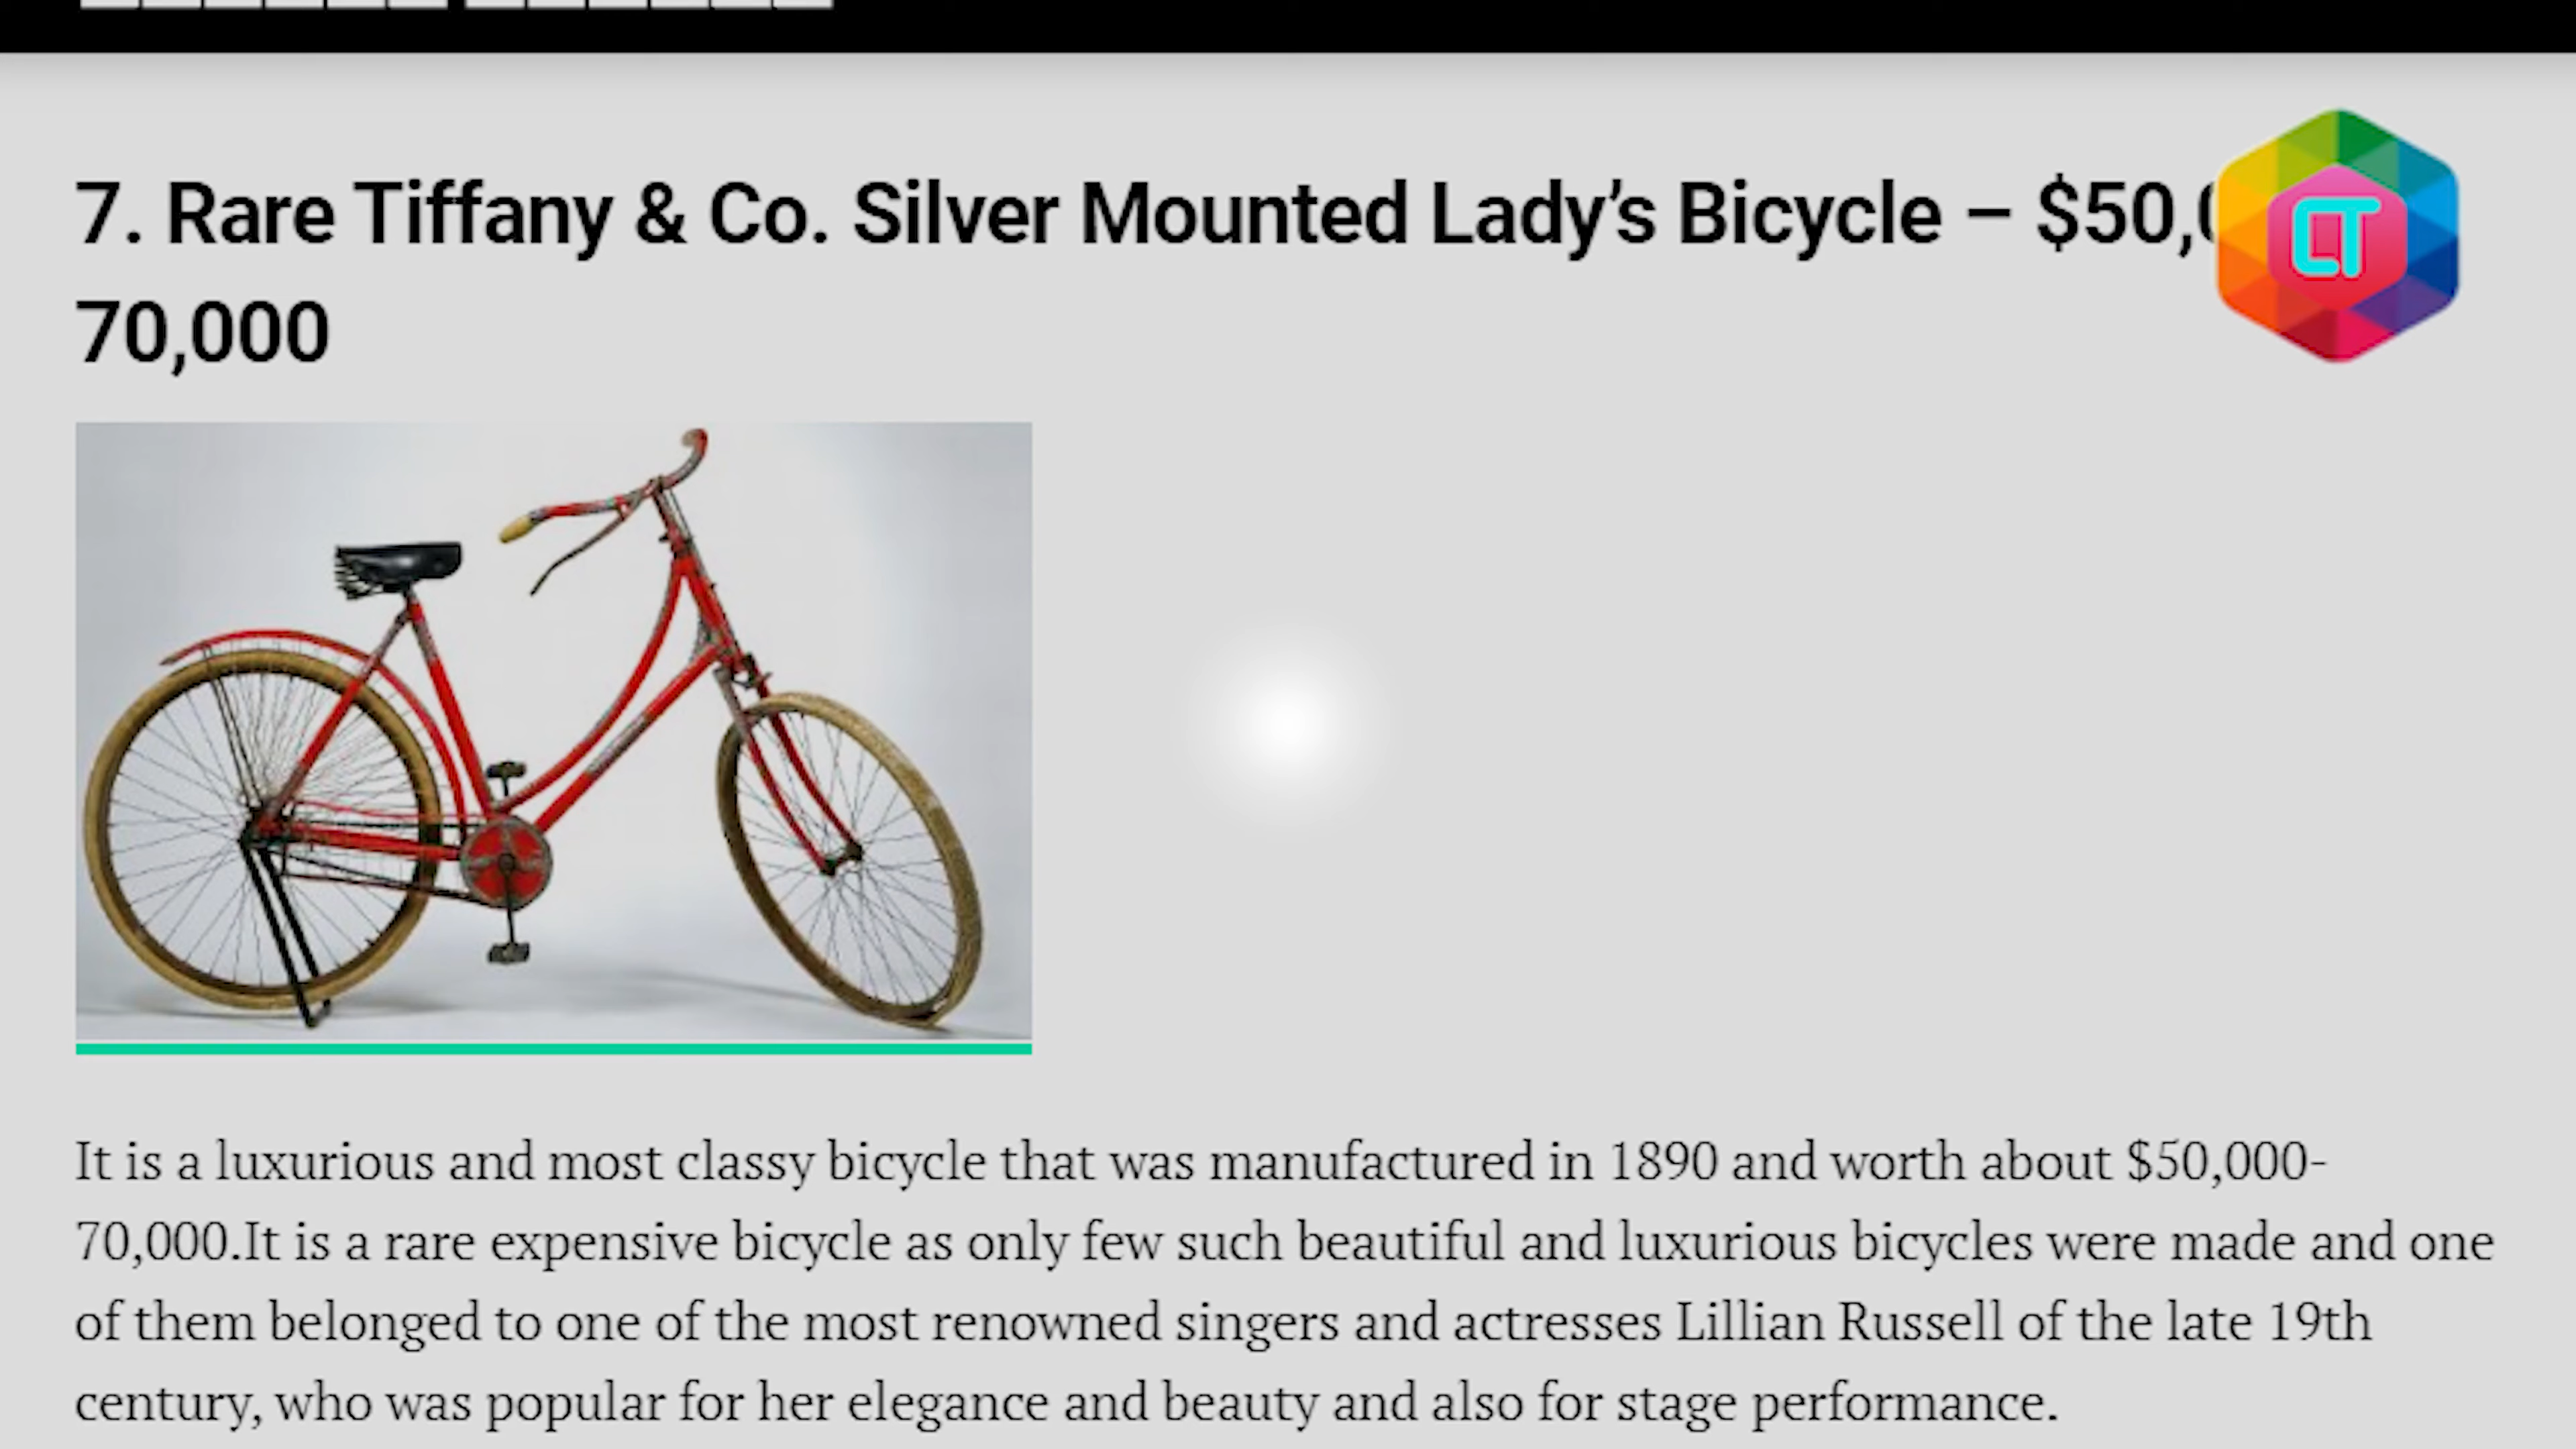 7. Rare Tiffany & Co. Silver Mounted Lady’s Bicycle – $50,
70,000
CT
It is a luxurious and most classy bicycle that was manufactured in 1890 and worth about $50,000-
70,000.It is a rare expensive bicycle as only few such beautiful and luxurious bicycles were made and one
of them belonged to one of the most renowned singers and actresses Lillian Russell of the late 19th
century, who was popular for her elegance and beauty and also for stage performance.